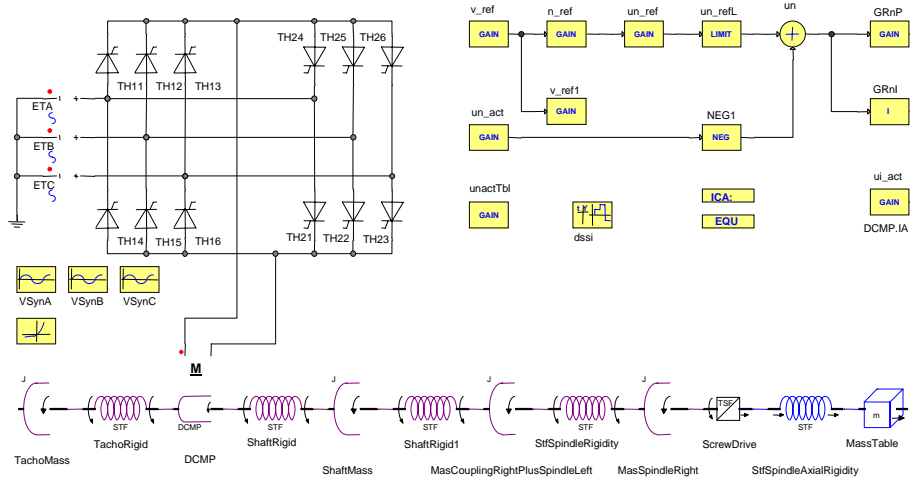 v_ref n_ref un_ref un_refL un GRnP
GAIN GAIN GAIN LIMIT GAIN
TH24 TH25 TH26
TH11 TH12 TH13
v_ref1 GRnI
GAIN I
ETA - +
un_act NEG1
GAIN NEG
ETB - +
ETC - +
unactTbl ICA: ui_act
GAIN EQU GAIN
dssi DCMP.IA
TH14 TH15 TH16 TH21 TH22 TH23
VSynA VSynB VSynC
M
J J J J
STF DCMP STF STF STF TSF STF m
TachoMass TachoRigid DCMP ShaftRigid ShaftMass ShaftRigid1 MasCouplingRightPlusSpindleLeft StfSpindleRigidity MasSpindleRight ScrewDrive StfSpindleAxialRigidity MassTable